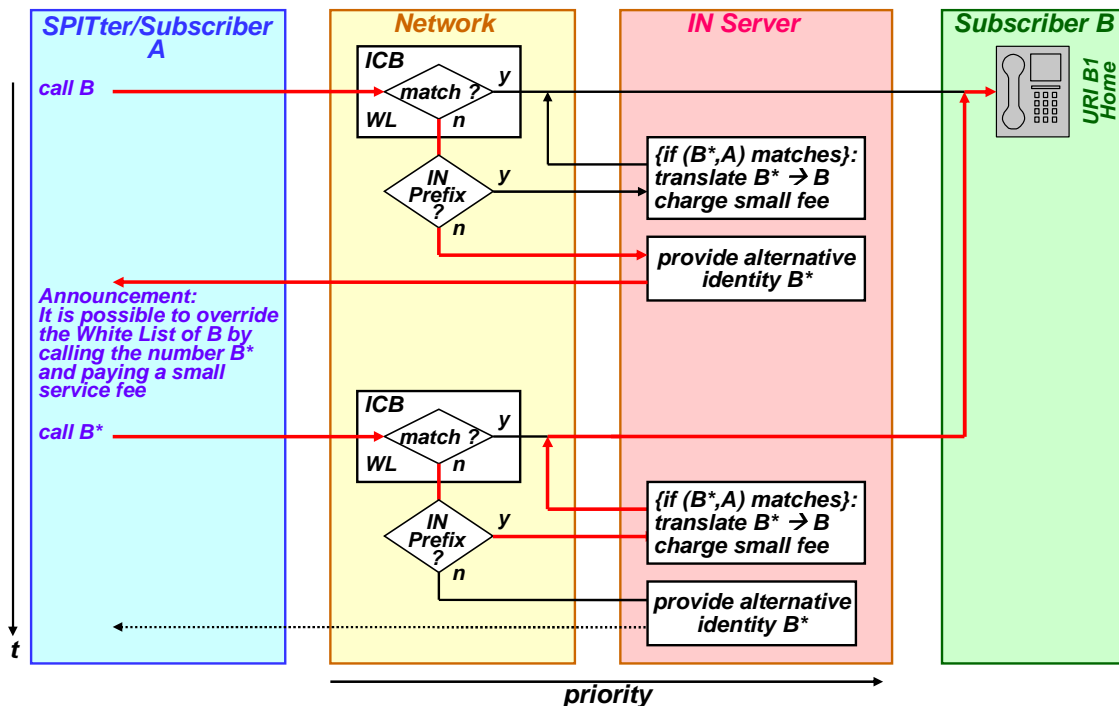 SPITter/Subscriber
A
Network
IN Server
Subscriber B
call B
ICB
match ?
y
WL
n
URI B1
Home
IN
Prefix
?
y
n
{if (B*,A) matches}:
translate B* → B
charge small fee
provide alternative
identity B*
Announcement:
It is possible to override
the White List of B by
calling the number B*
and paying a small
service fee
call B*
ICB
match ?
y
WL
n
IN
Prefix
?
y
n
{if (B*,A) matches}:
translate B* → B
charge small fee
provide alternative
identity B*
t
priority